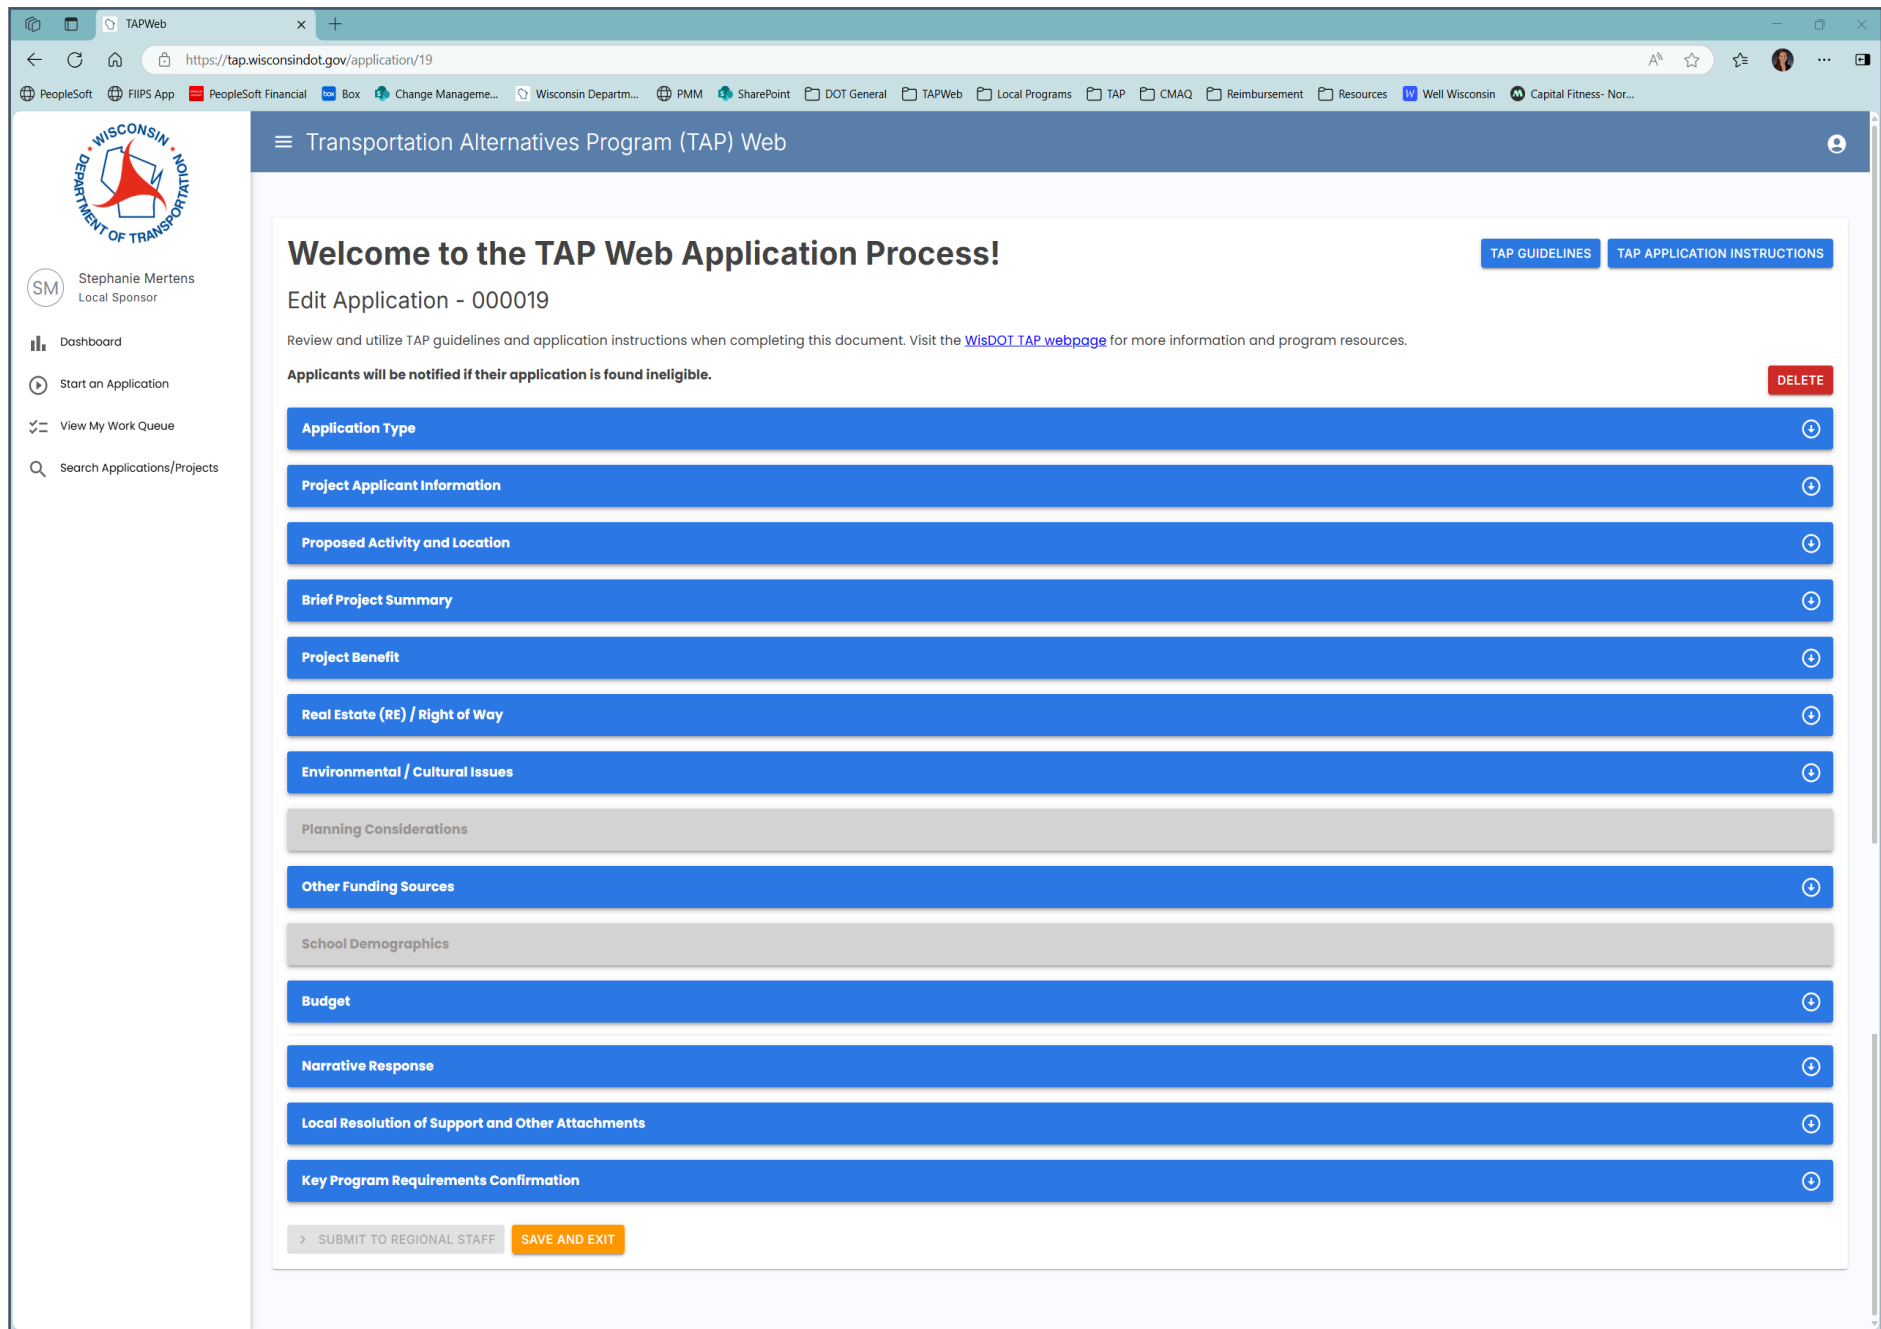 TAPWeb
https://tap.wisconsindot.gov/application/19
PeopleSoft FIIPS App PeopleSoft Financial box Box Change Manageme... Wisconsin Departm... PMM SharePoint DOT General TAPWeb Local Programs TAP CMAQ Reimbursement Resources W Well Wisconsin Capital Fitness- Nor...
WISCONSIN DEPARTMENT OF TRANSPORTATION
Transportation Alternatives Program (TAP) Web
SM
Stephanie Mertens
Local Sponsor
Dashboard
Start an Application
View My Work Queue
Search Applications/Projects
Welcome to the TAP Web Application Process!
TAP GUIDELINES
TAP APPLICATION INSTRUCTIONS
Edit Application - 000019
Review and utilize TAP guidelines and application instructions when completing this document. Visit the WisDOT TAP webpage for more information and program resources.
Applicants will be notified if their application is found ineligible.
DELETE
Application Type
Project Applicant Information
Proposed Activity and Location
Brief Project Summary
Project Benefit
Real Estate (RE) / Right of Way
Environmental / Cultural Issues
Planning Considerations
Other Funding Sources
School Demographics
Budget
Narrative Response
Local Resolution of Support and Other Attachments
Key Program Requirements Confirmation
SUBMIT TO REGIONAL STAFF
SAVE AND EXIT